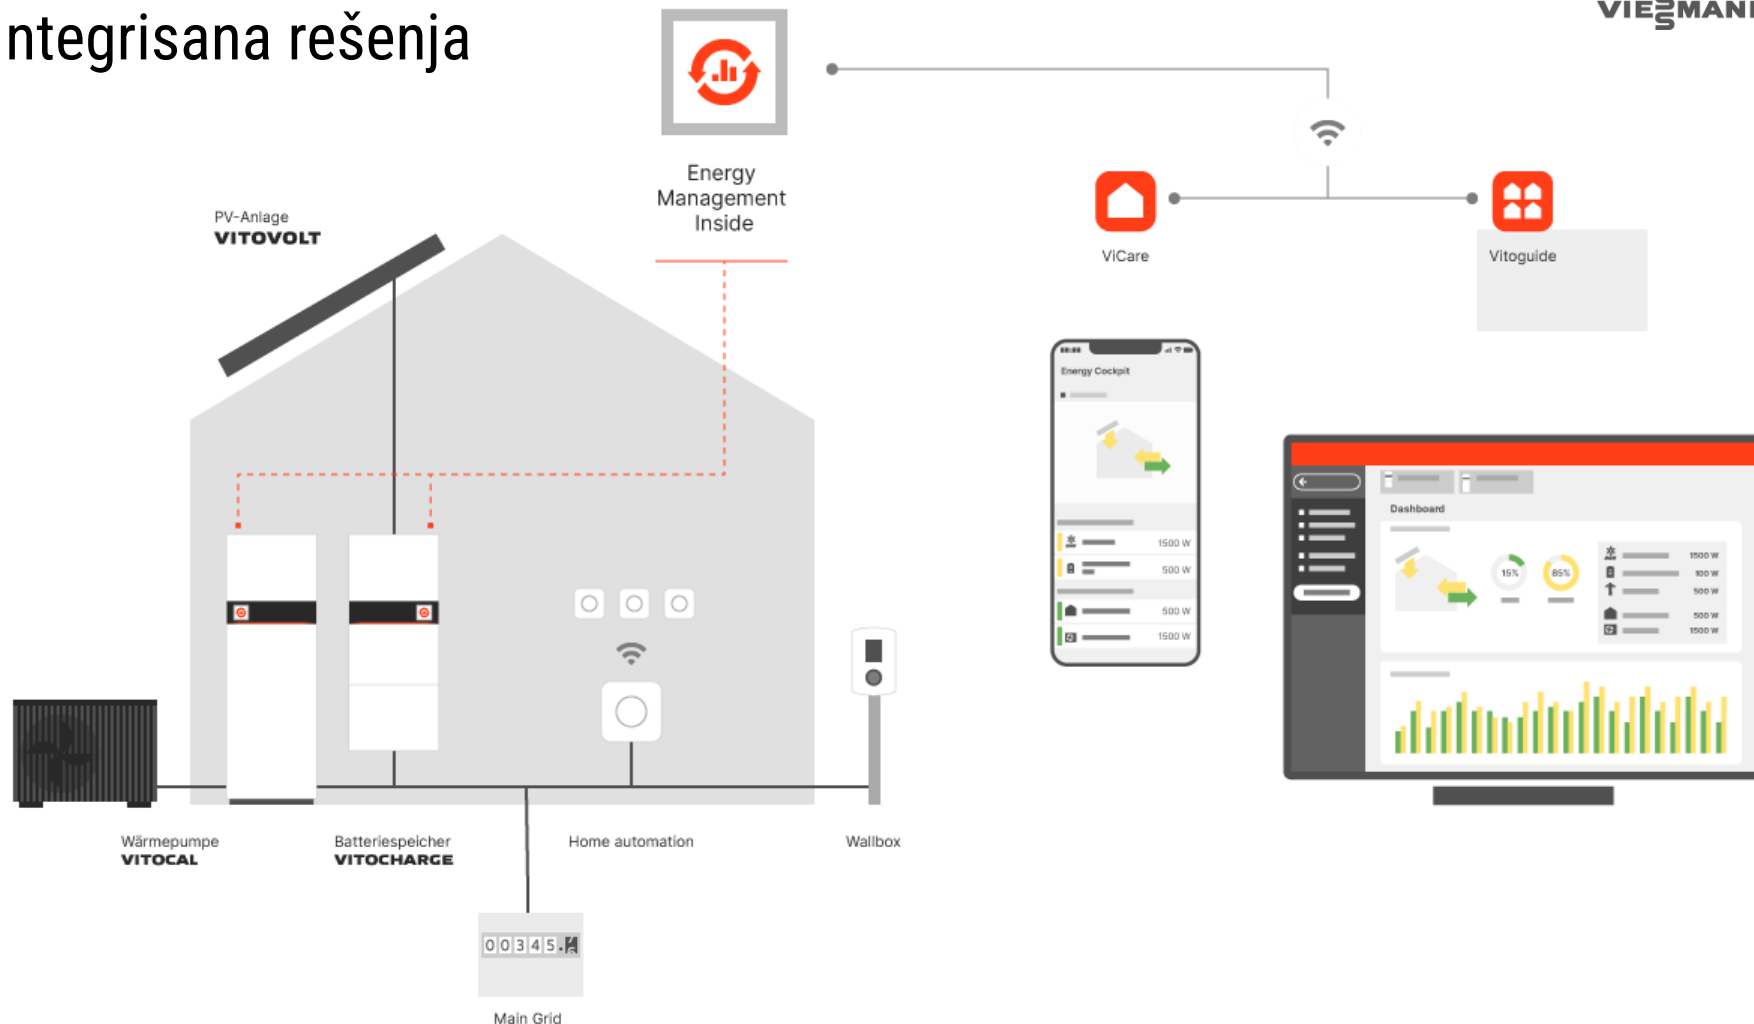 ntegrisana rešenja
VIESMANN
Energy
Management
Inside
PV-Anlage
VITOVOLT
ViCare
Vitoguide
Energy Cockpit
1500 W
500 W
500 W
1500 W
Dashboard
15%
85%
1500 W
100 W
500 W
500 W
1500 W
Wärmepumpe
VITOCAL
Batteriespeicher
VITOCHARGE
Home automation
Wallbox
00345.
Main Grid